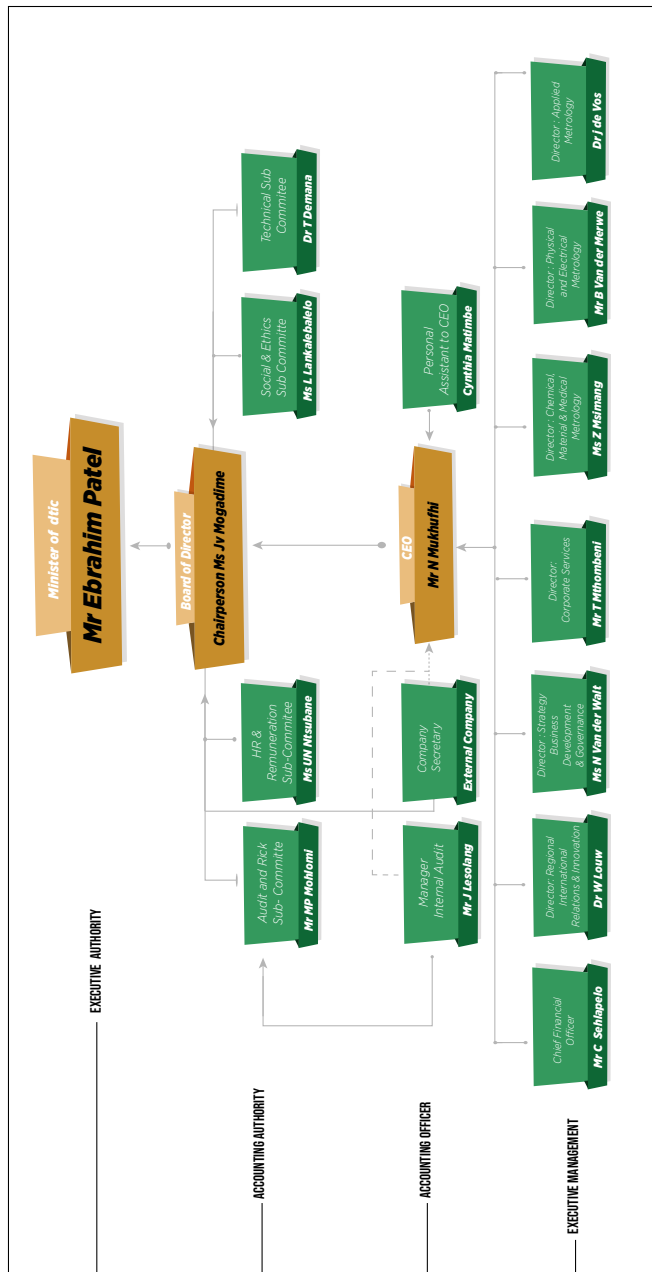 Minister of dtic
Mr Ebrahim Patel
EXECUTIVE AUTHORITY
Board of Director
Chairperson Ms Jv Mogadime
ACCOUNTING AUTHORITY
Audit and Rick
Sub- Committe
Mr MP Mohlomi
HR &
Remuneration
Sub-Commitee
Ms UN Ntsubane
Social & Ethics
Sub Committe
Ms L Lankalebalelo
Technical Sub
Commitee
Dr T Demana
ACCOUNTING OFFICER
Manager
Internal Audit
Mr J Lesolang
Company
Secretary
External Company
CEO
Mr N Mukhufhi
Personal
Assistant to CEO
Cynthia Matimbe
EXECUTIVE MANAGEMENT
Chief Financial
Officer
Mr C Sehlapelo
Director: Regional
International
Relations & Innovation
Dr W Louw
Director : Strategy
Business
Development
& Governance
Ms N Van der Walt
Director:
Corporate Services
Mr T Mthombeni
Director : Chemical,
Material & Medical
Metrology
Ms Z Msimang
Director : Physical
and Electrical
Metrology
Mr B Van der Merwe
Director : Applied
Metrology
Dr j de Vos